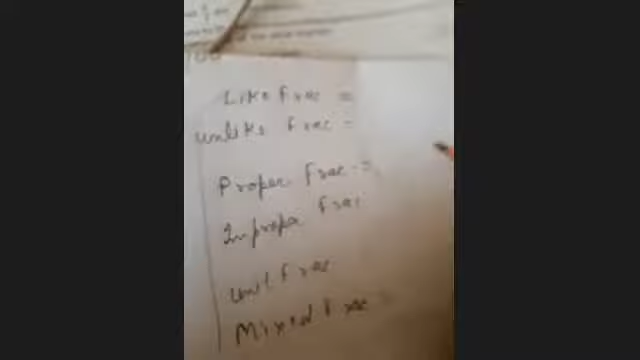 Like frac =
unlike frac =
Proper frac =
Improper frac
unit frac
Mixed frac =